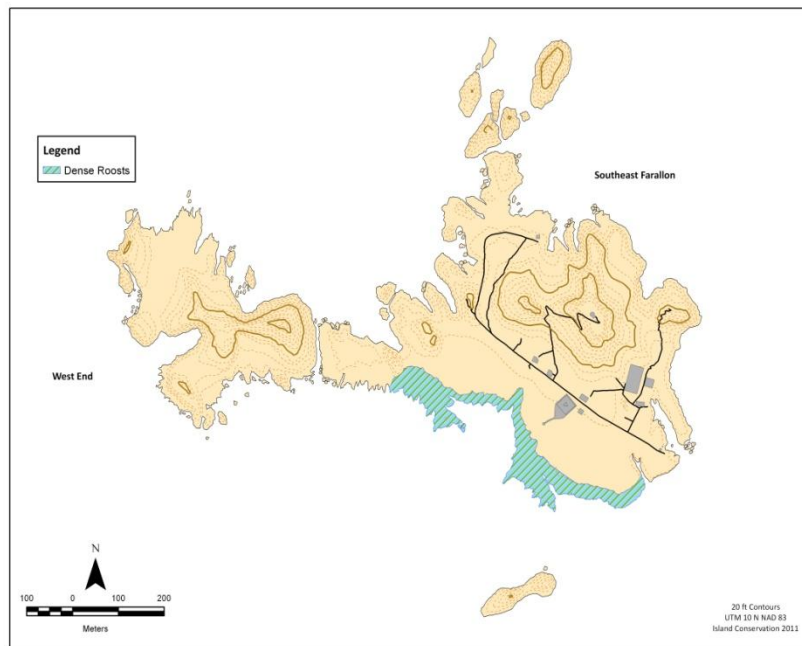 Legend
Dense Roosts
Southeast Farallon
West End
N
100 0 100 200
Meters
20 ft Contours
UTM 10 N NAD 83
Island Conservation 2011